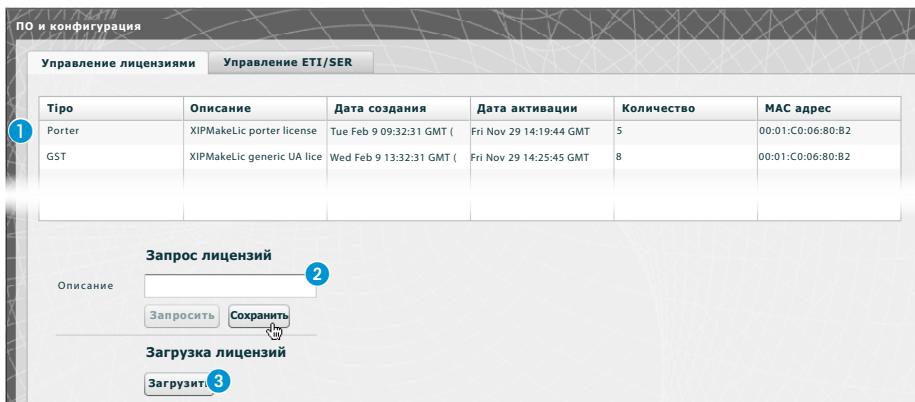 ПО и конфигурация
Управление лицензиями Управление ETI/SER
Tipo Описание Дата создания Дата активации Количество MAC адрес
1 Porter XIPMakeLic porter license Tue Feb 9 09:32:31 GMT ( Fri Nov 29 14:19:44 GMT 5 00:01:C0:06:80:B2
GST XIPMakeLic generic UA lice Wed Feb 9 13:32:31 GMT ( Fri Nov 29 14:25:45 GMT 8 00:01:C0:06:80:B2
Запрос лицензий
2
Описание
Запросить Сохранить
Загрузка лицензий
Загрузить 3